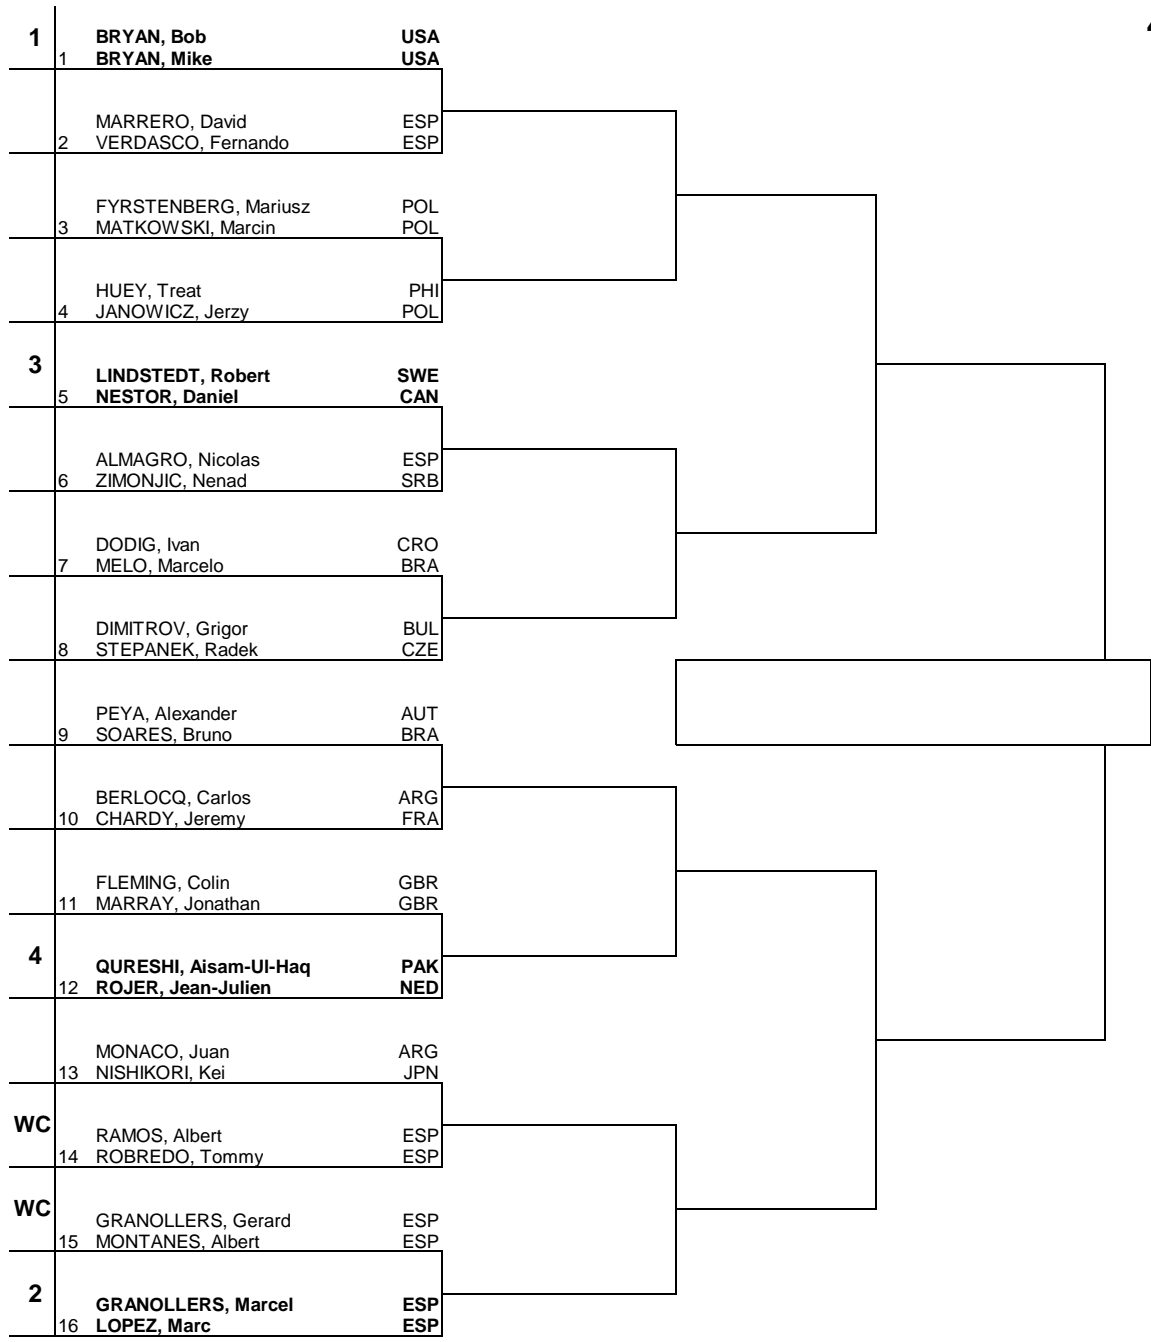 1 BRYAN, Bob USA
1 BRYAN, Mike USA
MARRERO, David ESP
2 VERDASCO, Fernando ESP
FYRSTENBERG, Mariusz POL
3 MATKOWSKI, Marcin POL
HUEY, Treat PHI
4 JANOWICZ, Jerzy POL
3 LINDSTEDT, Robert SWE
5 NESTOR, Daniel CAN
ALMAGRO, Nicolas ESP
6 ZIMONJIC, Nenad SRB
DODIG, Ivan CRO
7 MELO, Marcelo BRA
DIMITROV, Grigor BUL
8 STEPANEK, Radek CZE
PEYA, Alexander AUT
9 SOARES, Bruno BRA
BERLOCQ, Carlos ARG
10 CHARDY, Jeremy FRA
FLEMING, Colin GBR
11 MARRAY, Jonathan GBR
4 QURESHI, Aisam-Ul-Haq PAK
12 ROJER, Jean-Julien NED
MONACO, Juan ARG
13 NISHIKORI, Kei JPN
WC RAMOS, Albert ESP
14 ROBREDO, Tommy ESP
WC GRANOLLERS, Gerard ESP
15 MONTANES, Albert ESP
2 GRANOLLERS, Marcel ESP
16 LOPEZ, Marc ESP